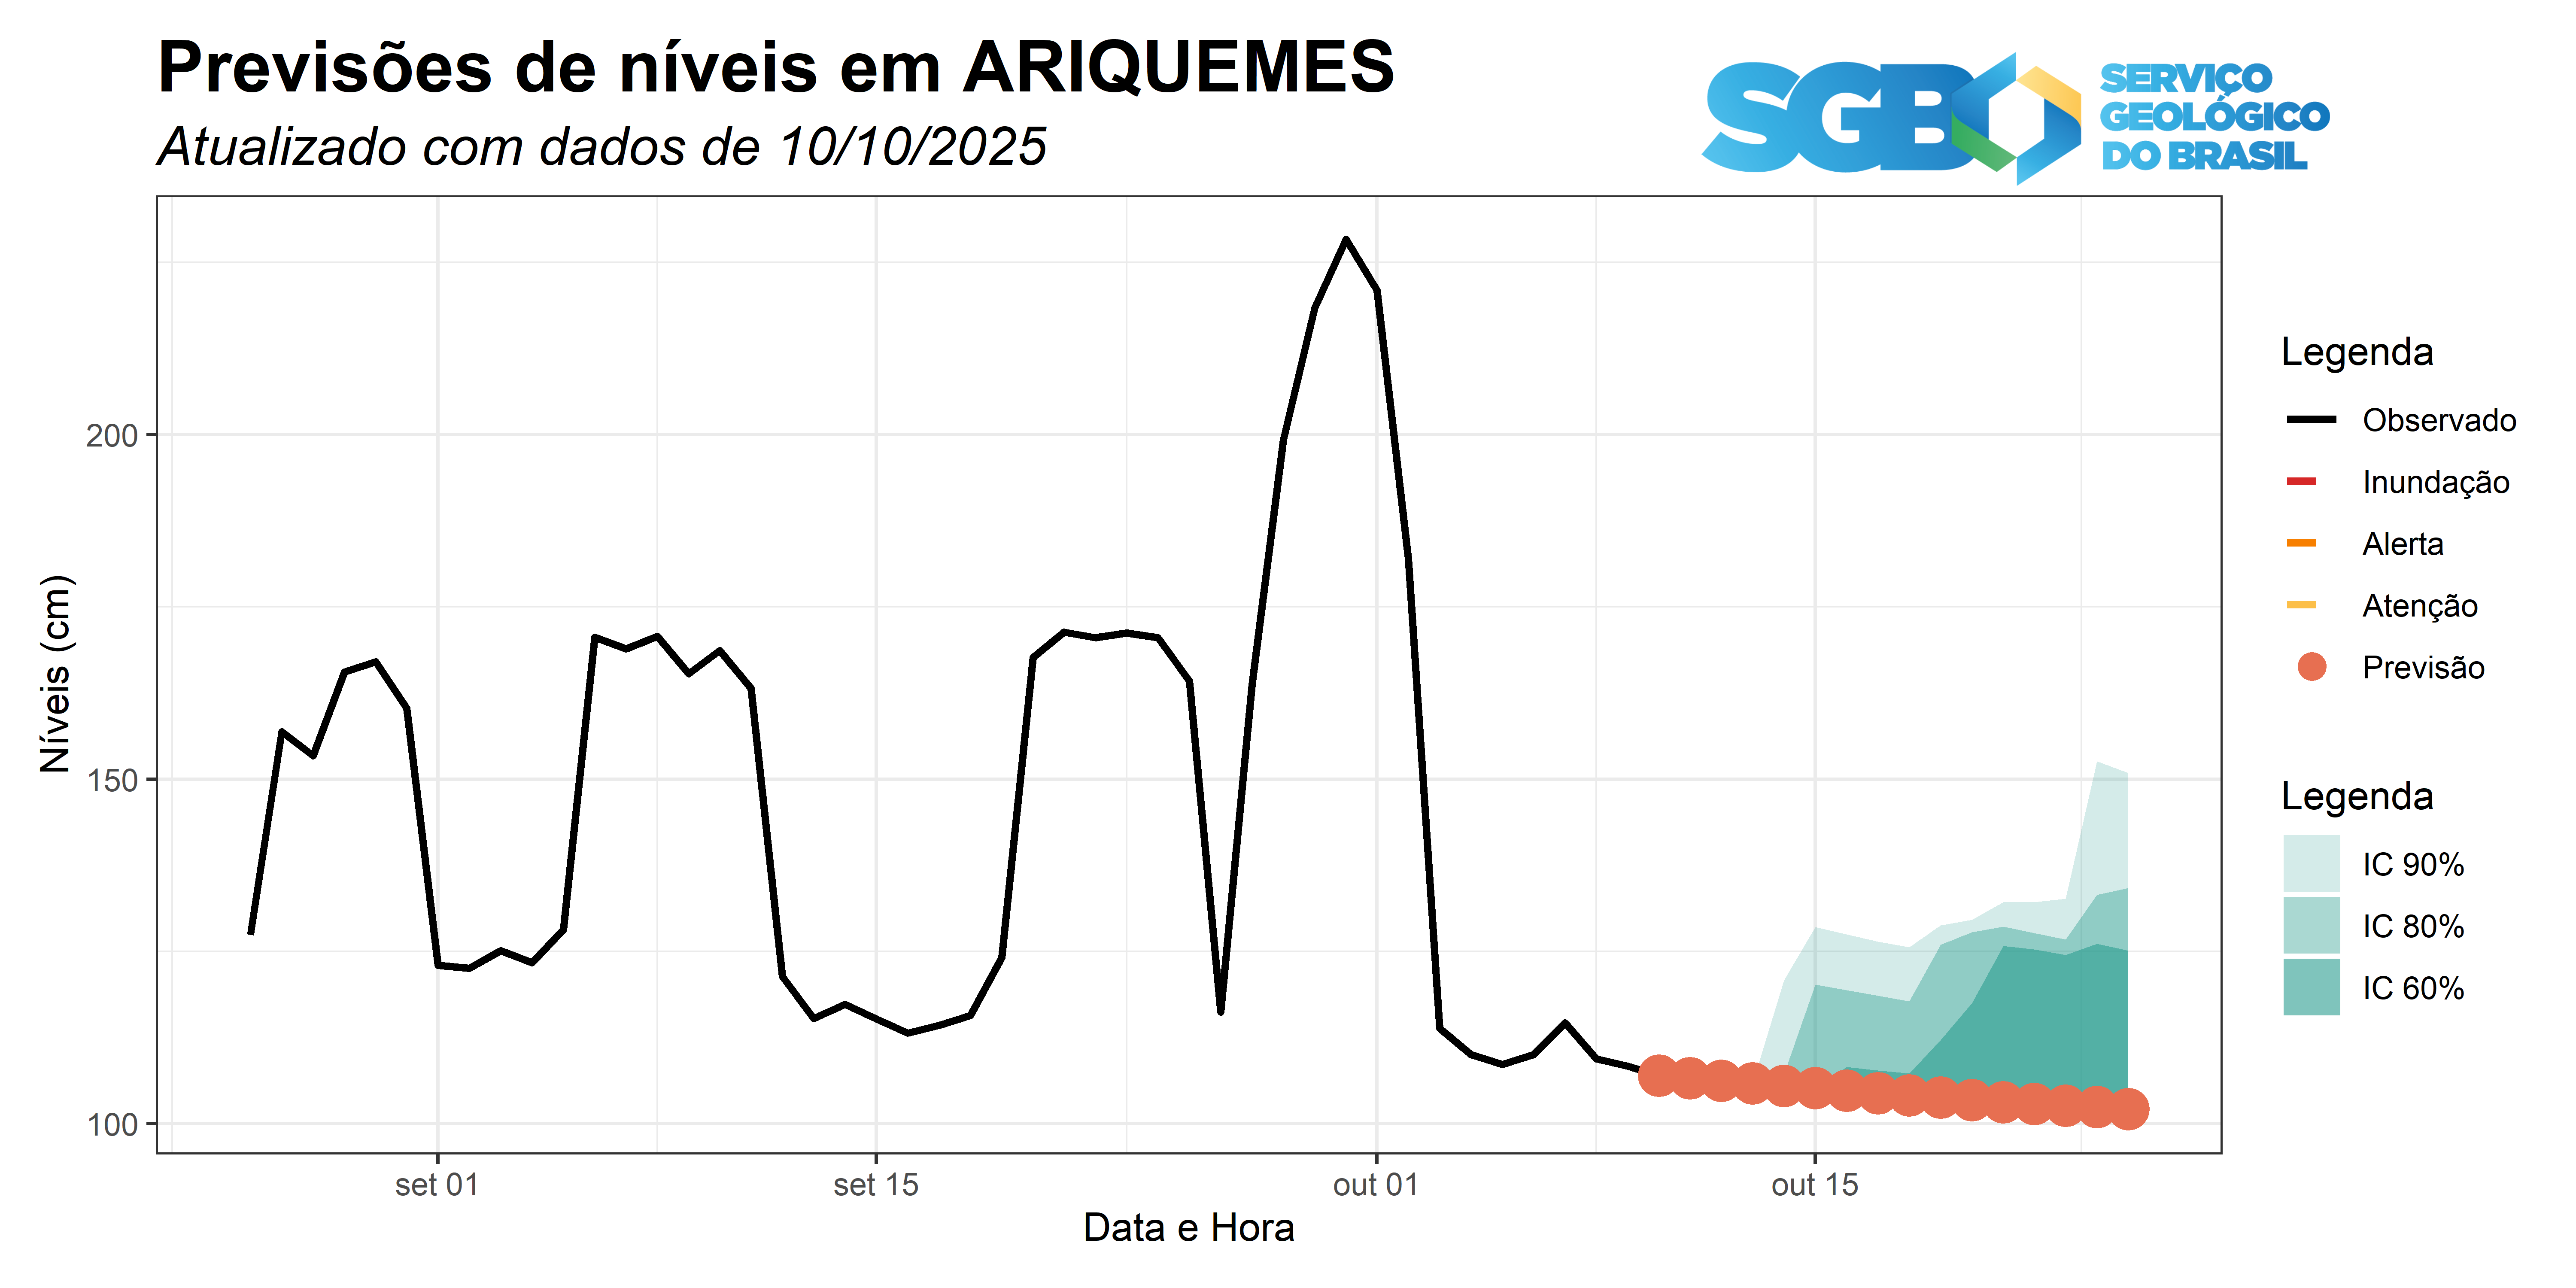 Previsões de níveis em ARIQUEMES
Atualizado com dados de 10/10/2025
SGB
SERVIÇO
GEOLÓGICO
DO BRASIL
Níveis (cm)
200
150
100
set 01
set 15
out 01
out 15
Data e Hora
Legenda
Observado
Inundação
Alerta
Atenção
Previsão
Legenda
IC 90%
IC 80%
IC 60%